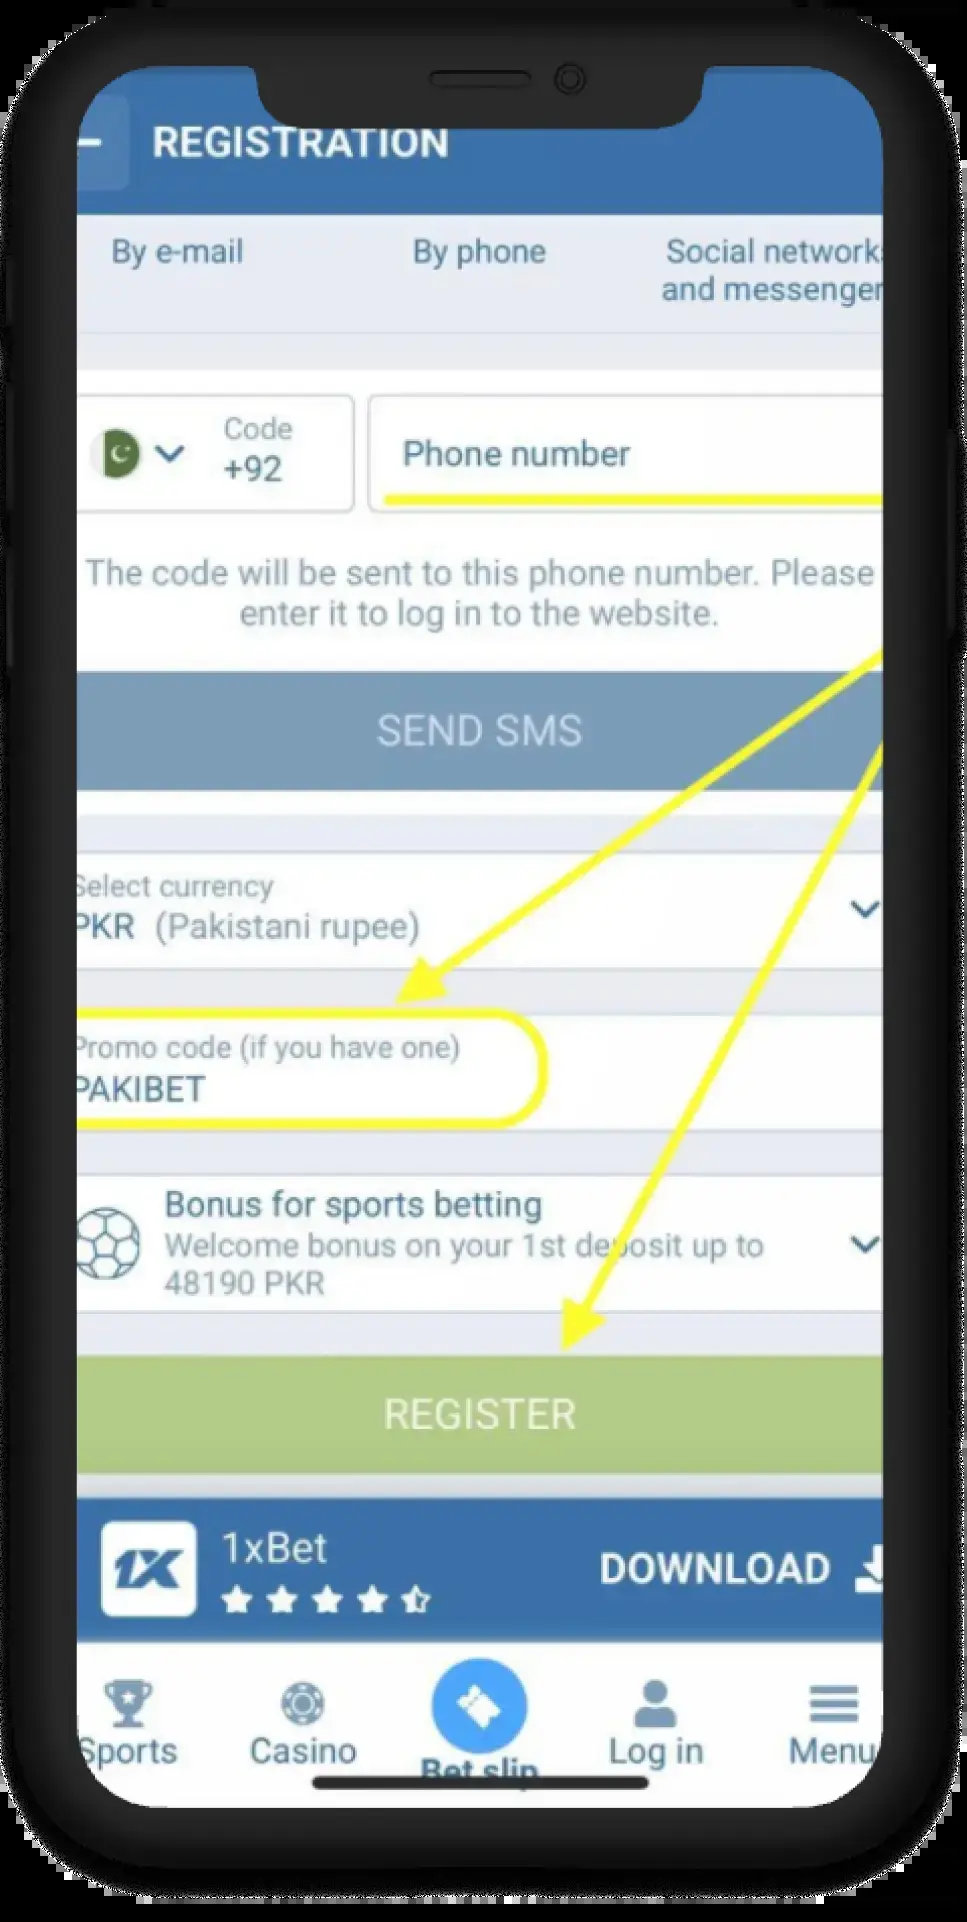 REGISTRATION
By e-mail
By phone
Social network
and messenger
Code
+92
Phone number
The code will be sent to this phone number. Please
enter it to log in to the website.
SEND SMS
Select currency
PKR (Pakistani rupee)
Promo code (if you have one)
PAKIBET
Bonus for sports betting
Welcome bonus on your 1st deposit up to
48190 PKR
REGISTER
1X
1xBet
DOWNLOAD
Sports
Casino
Bet slip
Log in
Menu